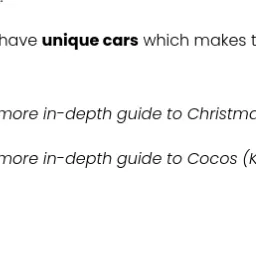 have unique cars which makes t
more in-depth guide to Christma
more in-depth guide to Cocos (K